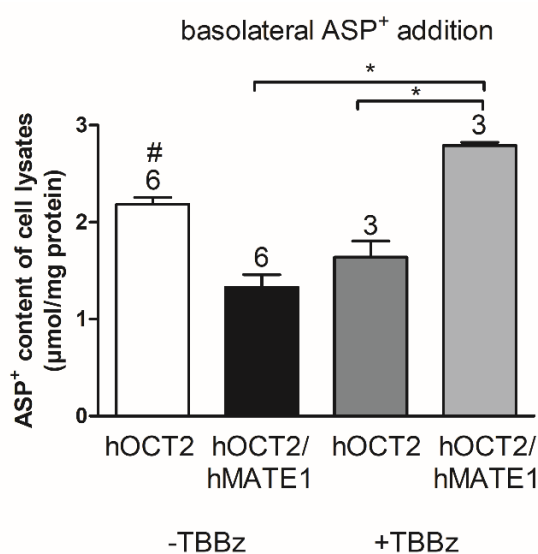 basolateral ASP⁺ addition
*
*
ASP⁺ content of cell lysates
(µmol/mg protein)
3
2
1
0
#
6
6
3
3
hOCT2
hOCT2/
hMATE1
hOCT2
hOCT2/
hMATE1
-TBBz
+TBBz